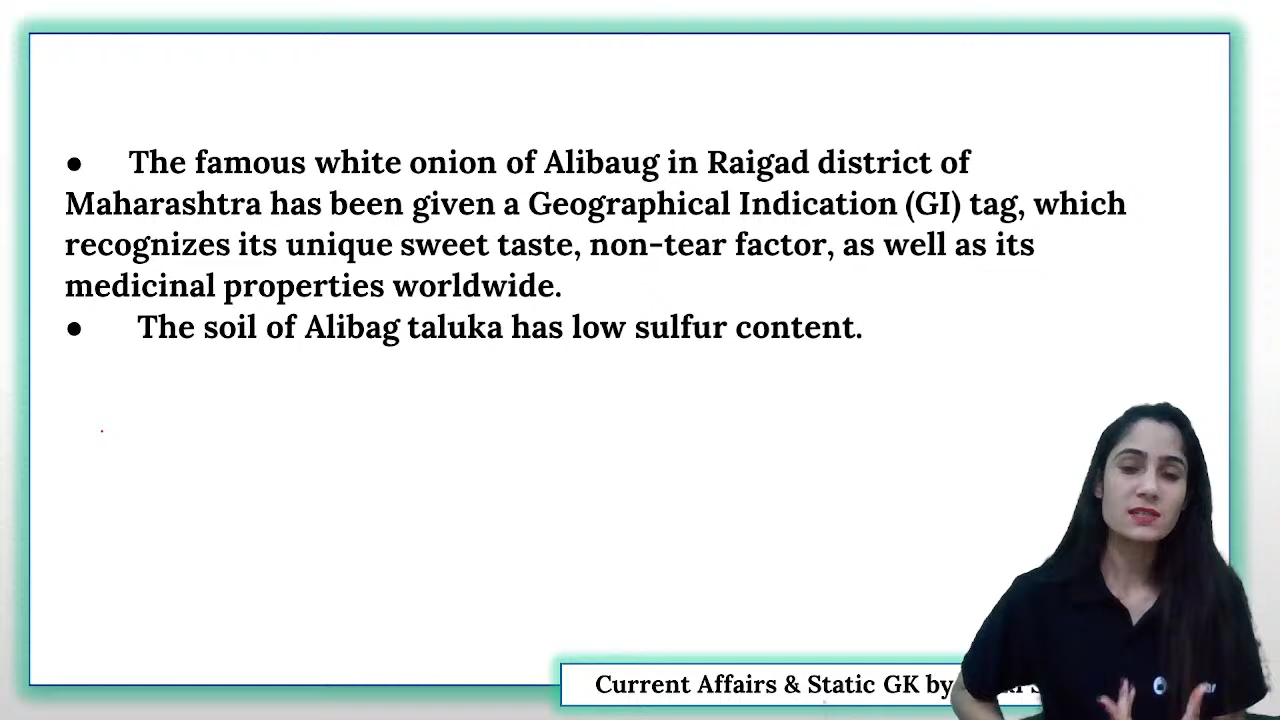 ● The famous white onion of Alibaug in Raigad district of
Maharashtra has been given a Geographical Indication (GI) tag, which
recognizes its unique sweet taste, non-tear factor, as well as its
medicinal properties worldwide.
● The soil of Alibag taluka has low sulfur content.
Current Affairs & Static GK by